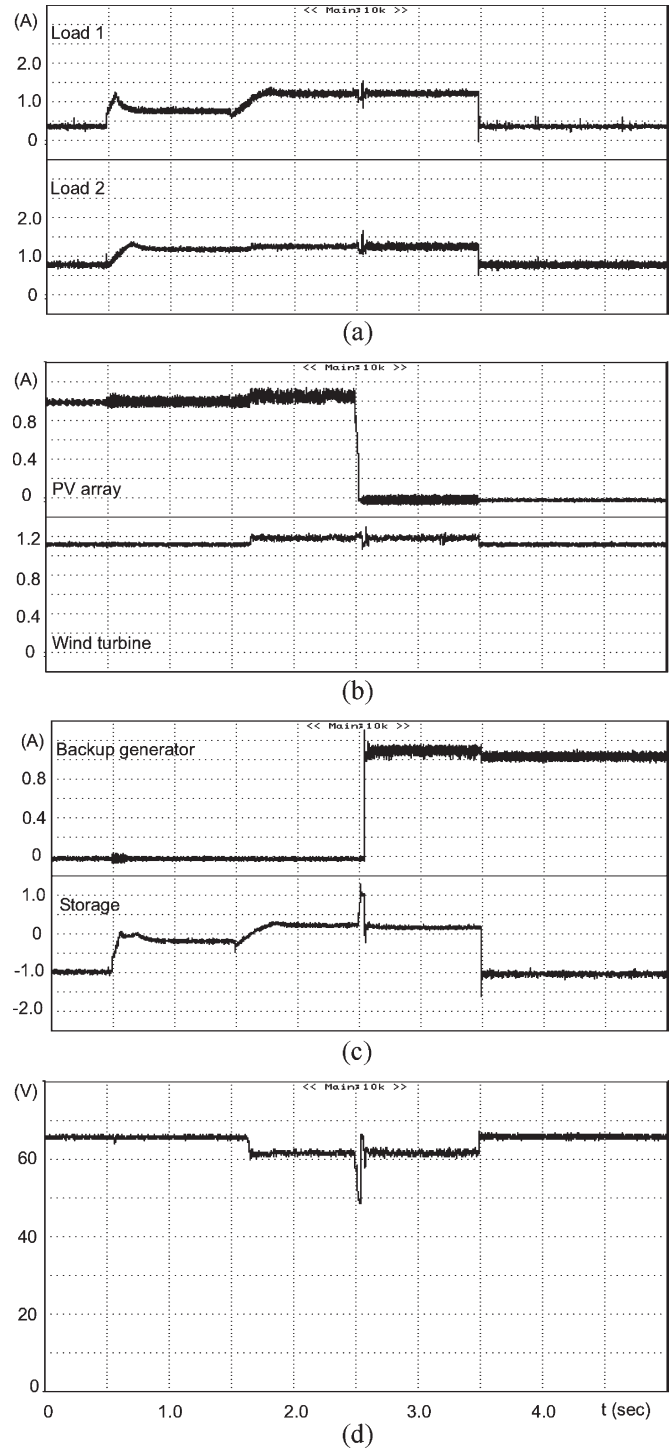 (A)
<< Main:10k >>
Load 1
2.0
1.0
0
Load 2
2.0
1.0
0
(a)
(A)
<< Main:10k >>
0.8
0.4
0
PV array
1.2
0.8
0.4
0
Wind turbine
(b)
(A)
<< Main:10k >>
Backup generator
0.8
0.4
0
1.0
Storage
0
-1.0
-2.0
(c)
(V)
<< Main:10k >>
60
40
20
0
0 1.0 2.0 3.0 4.0 t (sec)
(d)